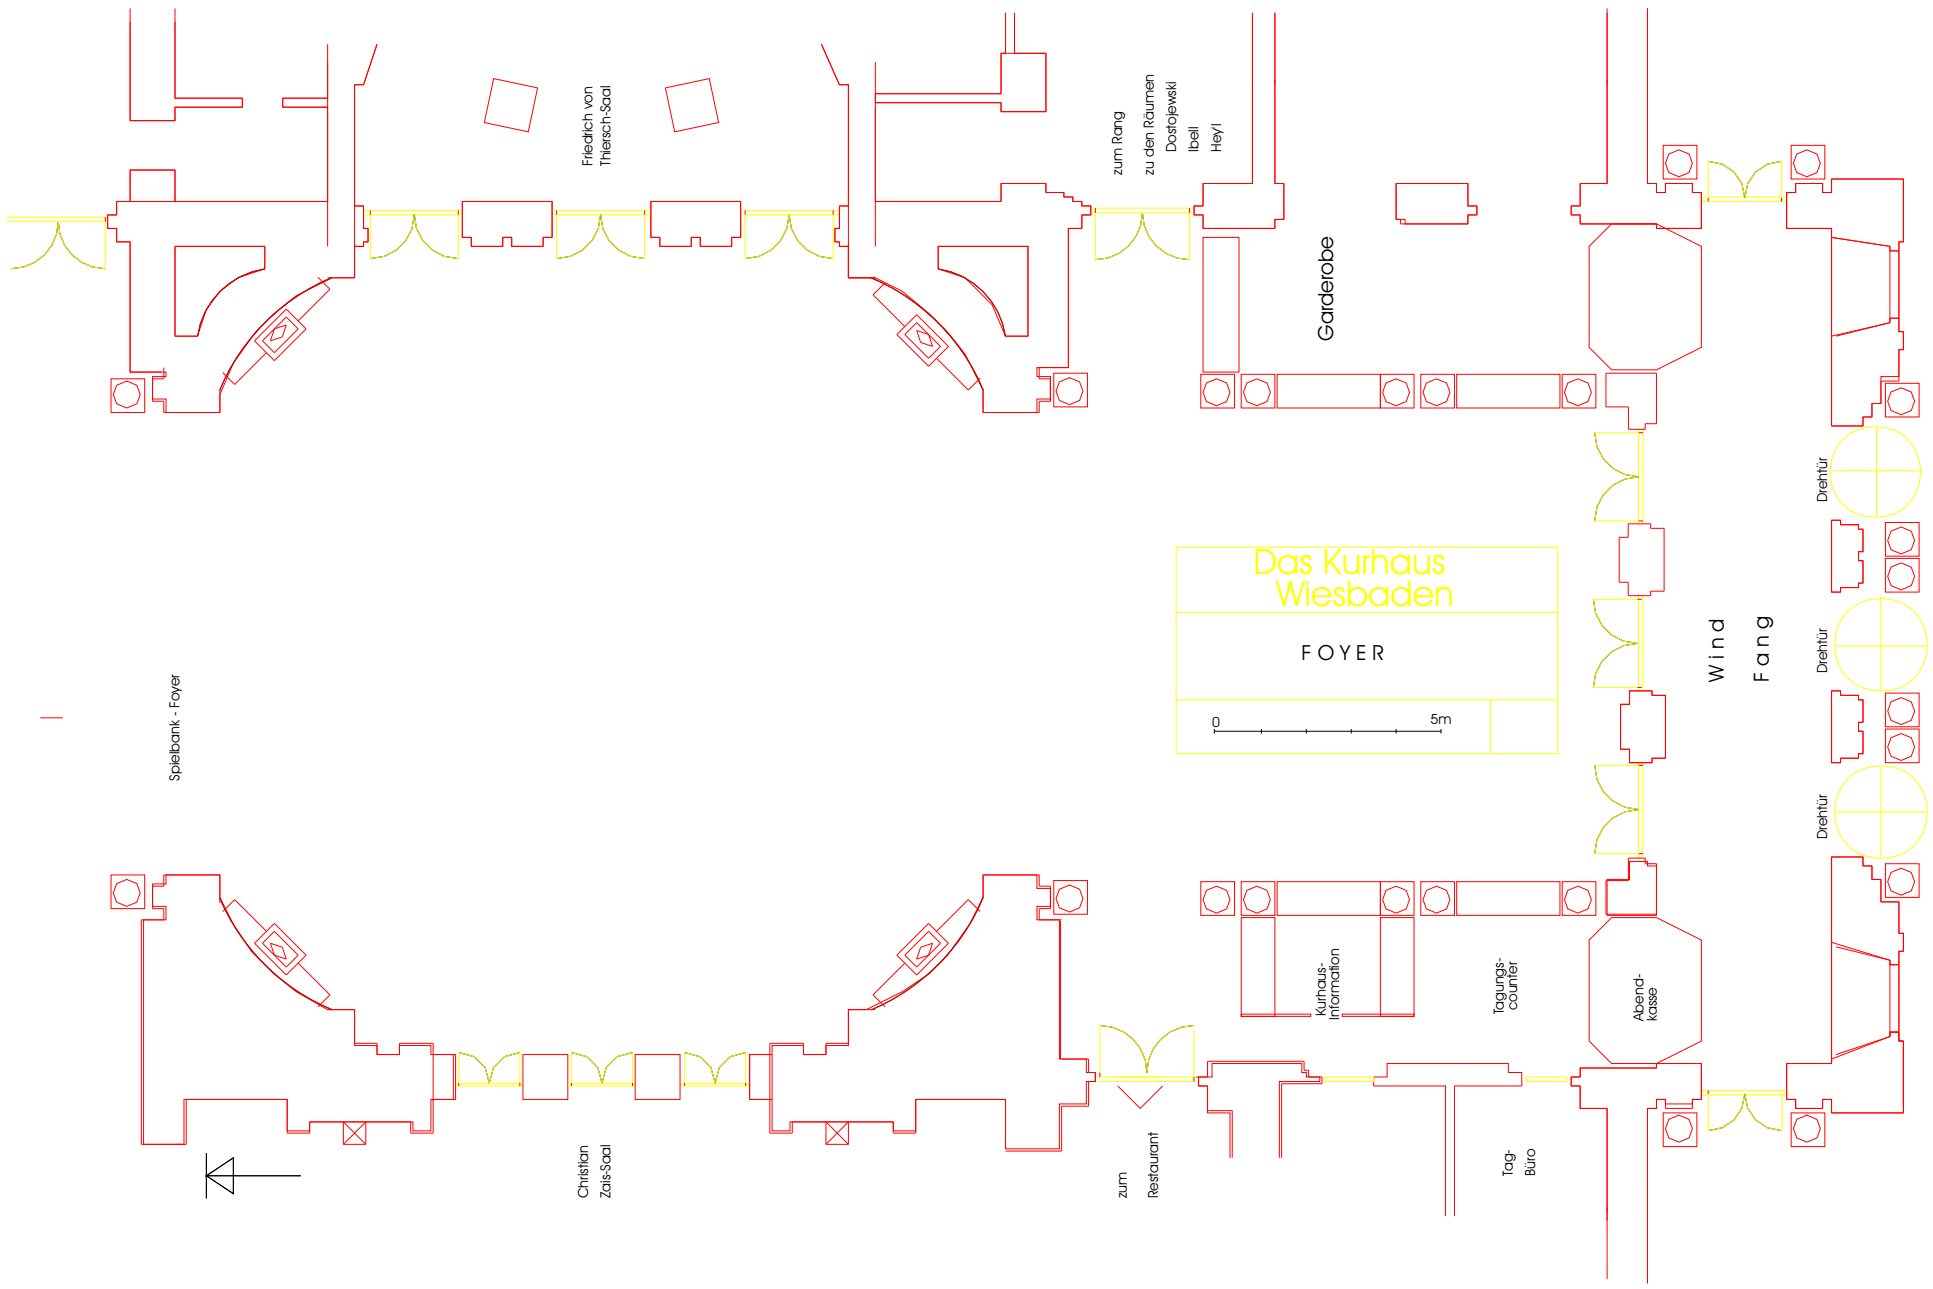 Friedrich von
Thiersch-Saal
zum Rang
zu den Räumen
Dostojewski
Ibell
Hey'l
Garderobe
Drehtür
Das Kurhaus
Wiesbaden
FOYER
0 5m
Wind
Fang
Drehtür
Drehtür
Spielbank - Foyer
Kurhaus-
Information
Tagungs-
counter
Abend-
kasse
Christian
Zais-Saal
zum
Restaurant
Tag-
Büro